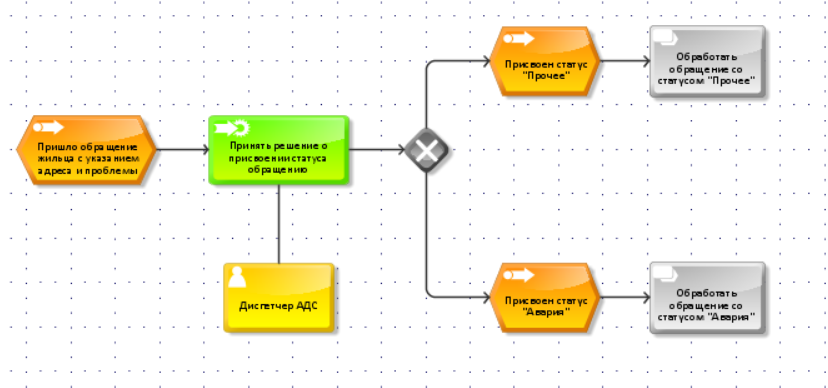 Пришло обращение
жильца с указанием
адреса и проблемы
Принять решение о
присвоении статуса
обращению
Диспетчер АДС
Присвоен статус
"Прочее"
Обработать
обращение со
статусом "Прочее"
Присвоен статус
"Авария"
Обработать
обращение со
статусом "Авария"